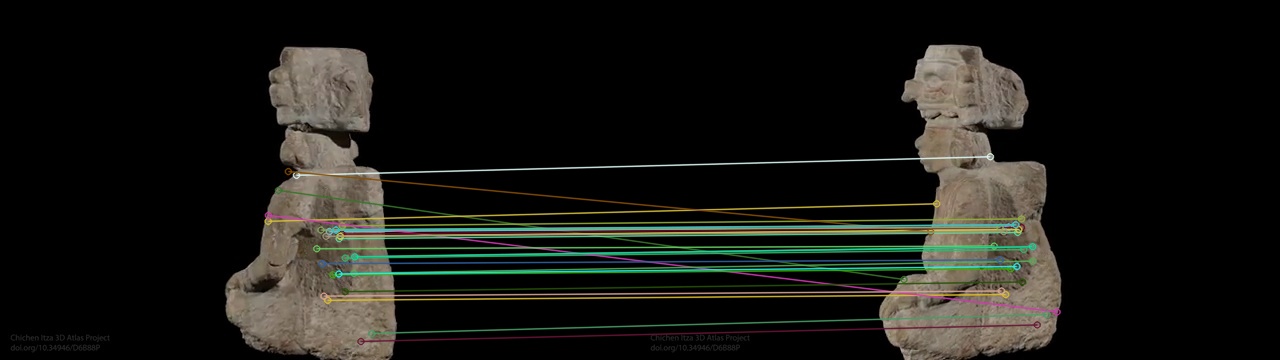 Chichen Itza 3D Atlas Project
doi.org/10.34946/D6B88P
Chichen Itza 3D Atlas Project
doi.org/10.34946/D6B88P